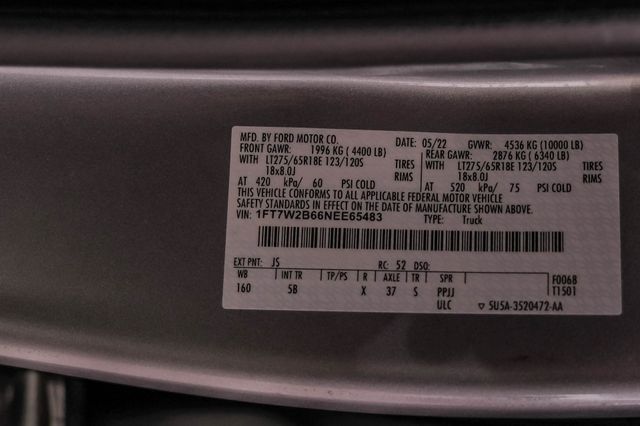 MFD. BY FORD MOTOR CO. DATE: 05/22 GVWR: 4536 KG (10000 LB)
FRONT GAWR: 1996 KG ( 4400 LB) REAR GAWR: 2876 KG ( 6340 LB)
WITH LT275/65R18E 123/120S TIRES WITH LT275/65R18E 123/120S TIRES
18x8.0J RIMS 18x8.0J RIMS
AT 420 kPa/ 60 PSI COLD AT 520 kPa/ 75 PSI COLD
THIS VEHICLE CONFORMS TO ALL APPLICABLE FEDERAL MOTOR VEHICLE
SAFETY STANDARDS IN EFFECT ON THE DATE OF MANUFACTURE SHOWN ABOVE.
VIN: 1FT7W2B66NEE65483 TYPE: Truck
EXT PNT: JS RC: 52 DSO:
WB INT TR TP/PS R AXLE TR SPR F0068
160 5B X 37 S PPJJ T1501
ULC ▽ 5U5A-3520472-AA